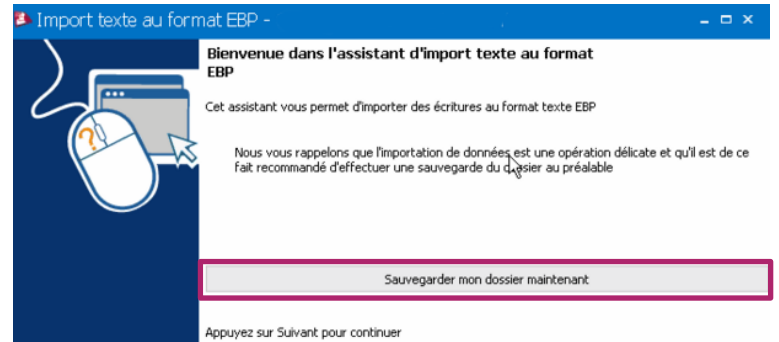 Import texte au format EBP -
Bienvenue dans l'assistant d'import texte au format
EBP
Cet assistant vous permet d'importer des écritures au format texte EBP
Nous vous rappelons que l'importation de données est une opération délicate et qu'il est de ce
fait recommandé d'effectuer une sauvegarde du dossier au préalable
Sauvegarder mon dossier maintenant
Appuyez sur Suivant pour continuer